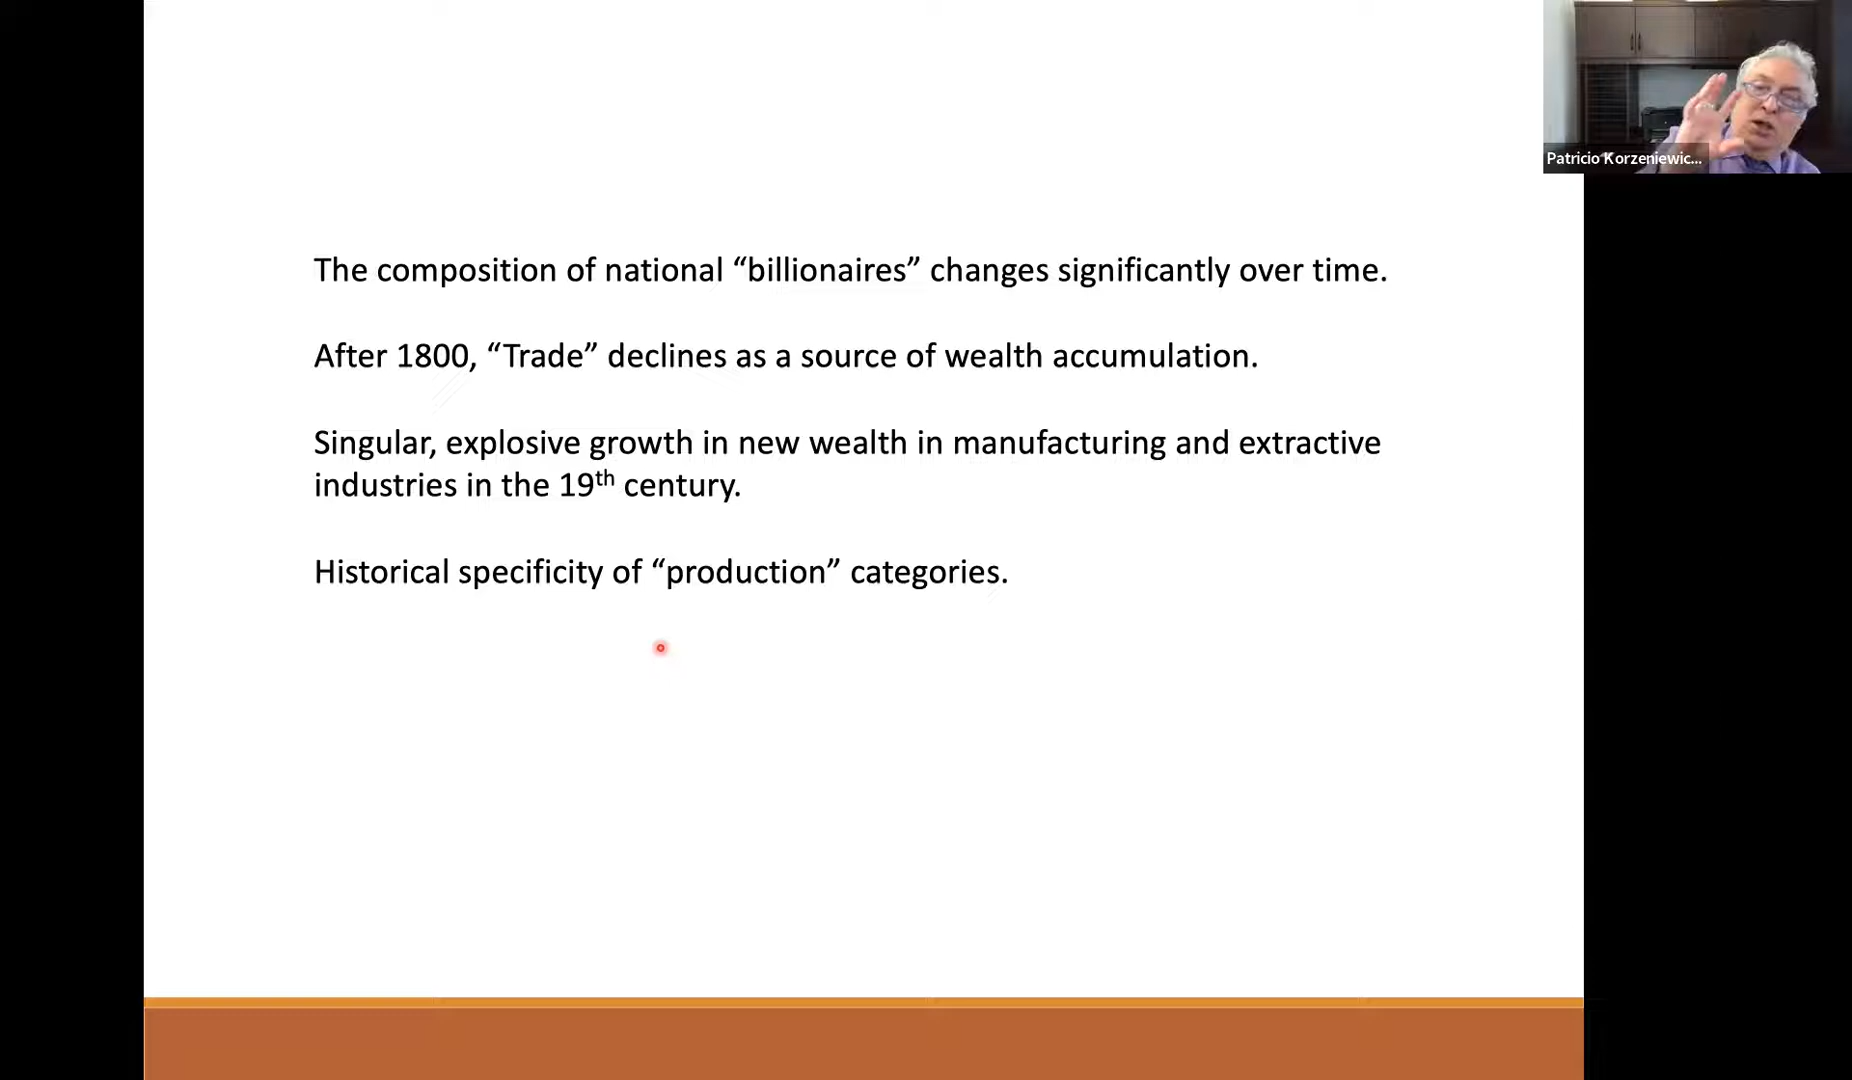 Patricio Korzeniewic...
The composition of national “billionaires” changes significantly over time.
After 1800, “Trade” declines as a source of wealth accumulation.
Singular, explosive growth in new wealth in manufacturing and extractive
industries in the 19th century.
Historical specificity of “production” categories.